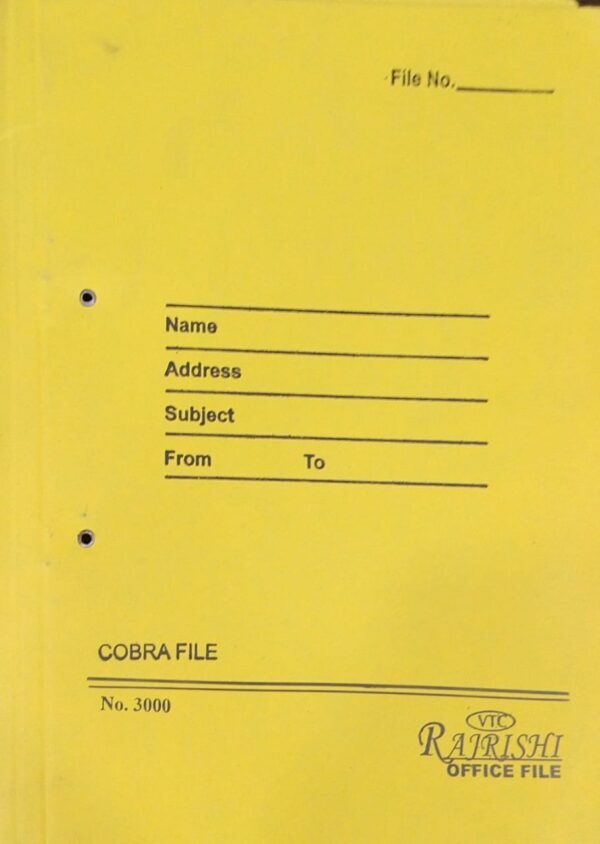 File No.
Name
Address
Subject
From To
COBRA FILE
No. 3000
VTC
RAJRISHI
OFFICE FILE